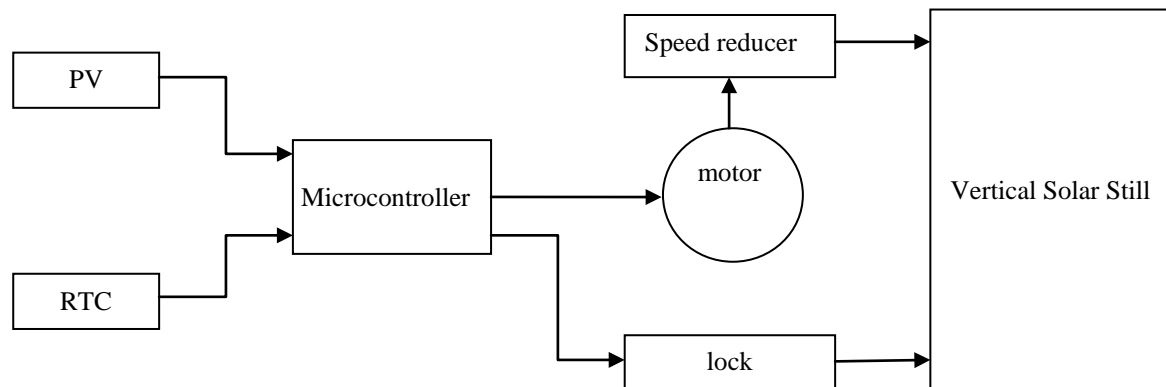 Speed reducer
PV
motor
Microcontroller
Vertical Solar Still
RTC
lock